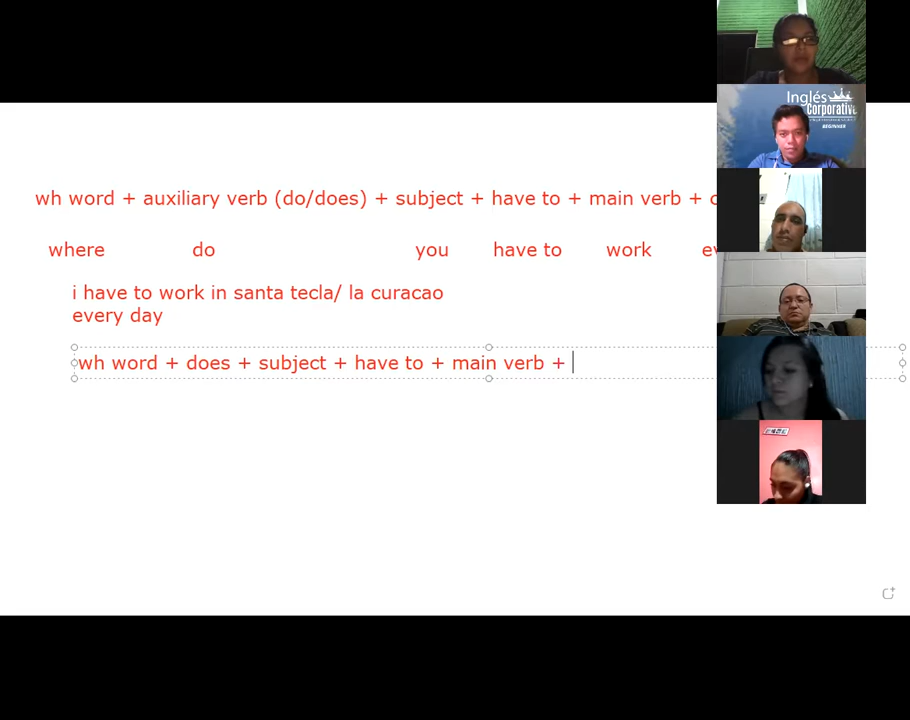 Inglés
Corporativo
BEGINNER
wh word + auxiliary verb (do/does) + subject + have to + main verb +
where do you have to work
i have to work in santa tecla/ la curacao
every day
wh word + does + subject + have to + main verb +